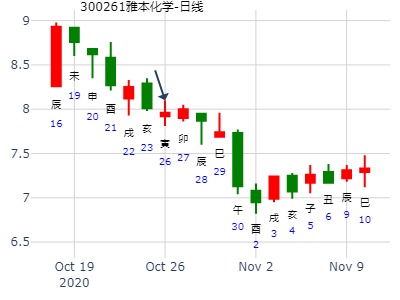 300261雅本化学-日线
9
8.5
8
7.5
7
6.5
辰
16
未
19
申
20
酉
21
戌
22
亥
23
寅
26
卯
27
辰
28
巳
29
午
30
酉
2
戌
3
亥
4
子
5
丑
6
辰
9
巳
10
Oct 19
2020
Oct 26
Nov 2
Nov 9